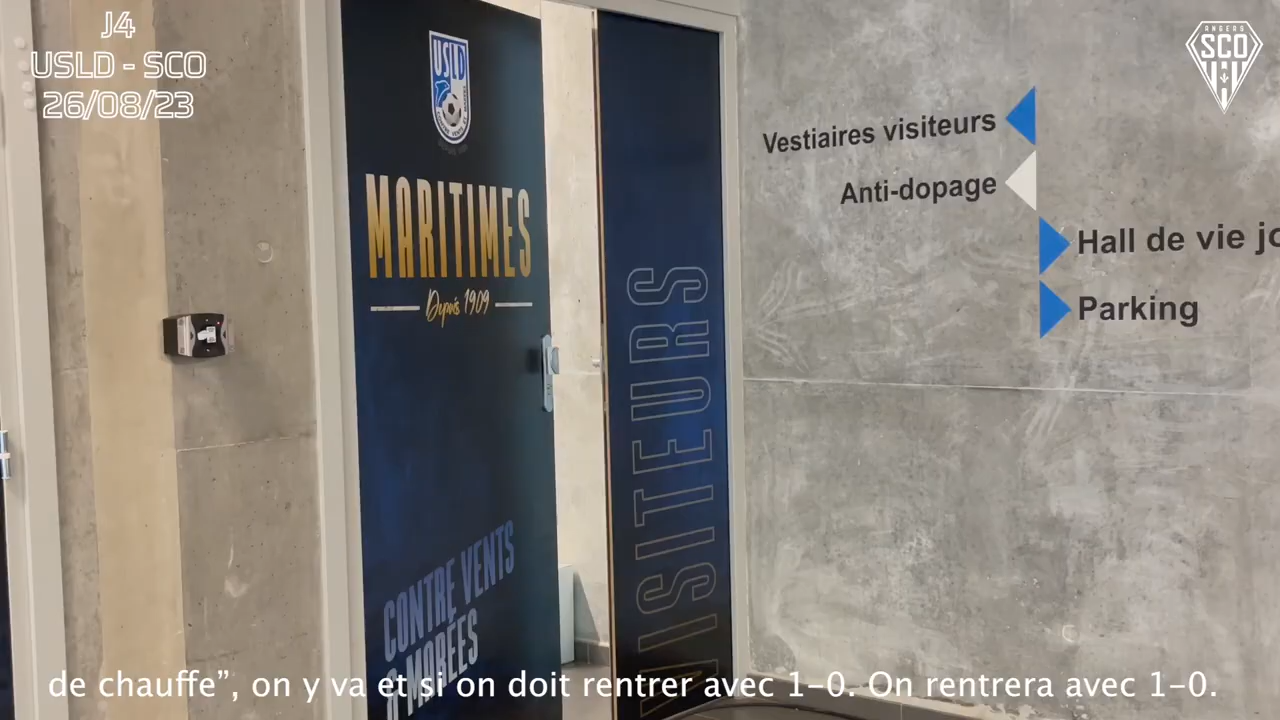 J4
USLD - SCO
26/08/23
ANGERS
SCO
USLD
MARITIMES
Depuis 1909
CONTRE VENTS
& MARÉES
VISITEURS
Vestiaires visiteurs
Anti-dopage
Hall de vie jo
Parking
de chauffe”, on y va et si on doit rentrer avec 1-0. On rentrera avec 1-0.